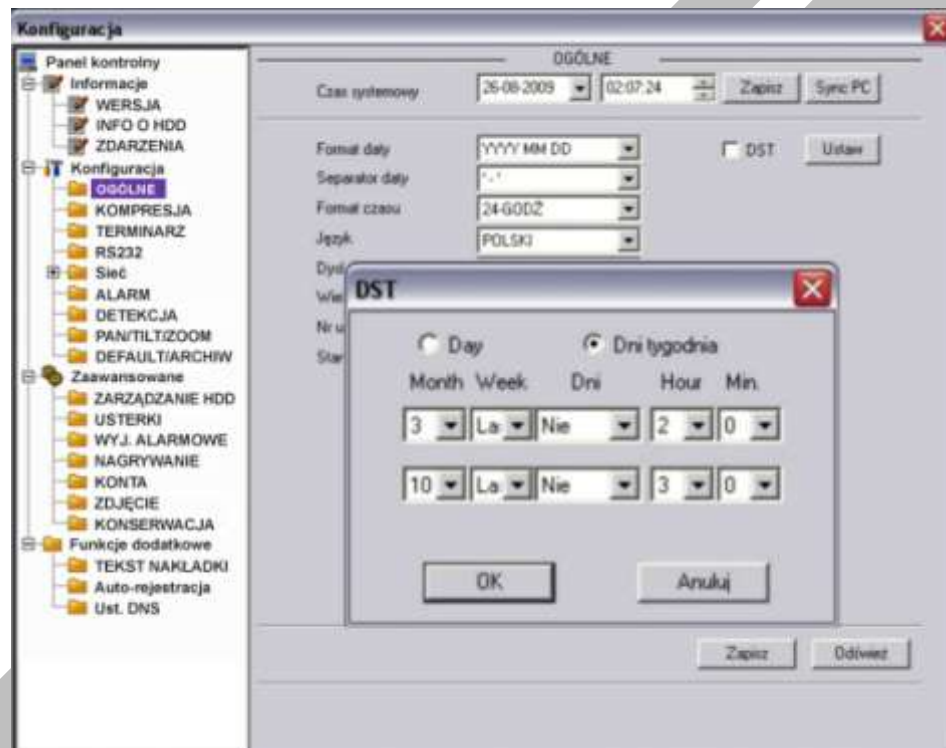 Konfiguracja
Panel kontrolny
Informacje
WERSJA
INFO O HDD
ZDARZENIA
Konfiguracja
OGÓLNE
KOMPRESJA
TERMINARZ
RS232
Sieć
ALARM
DETEKCJA
PAN/TILT/ZOOM
DEFAULT/ARCHIW
Zaawansowane
ZARZĄDZANIE HDD
USTERKI
WYJ. ALARMOWE
NAGRYWANIE
KONTA
ZDJĘCIE
KONSERWACJA
Funkcje dodatkowe
TEKST NAKŁADKI
Auto-rejestracja
Ust. DNS
OGÓLNE
Czas systemowy 26-08-2009 02:07:24 Zapisz Sync PC
Format daty YYYY MM DD DST Ustaw
Separator daty '-'
Format czasu 24-GODZ
Język POLSKI
DST
Day Dni tygodnia
Month Week Dni Hour Min.
3 La Nie 2 0
10 La Nie 3 0
OK Anuluj
Zapisz Odśwież